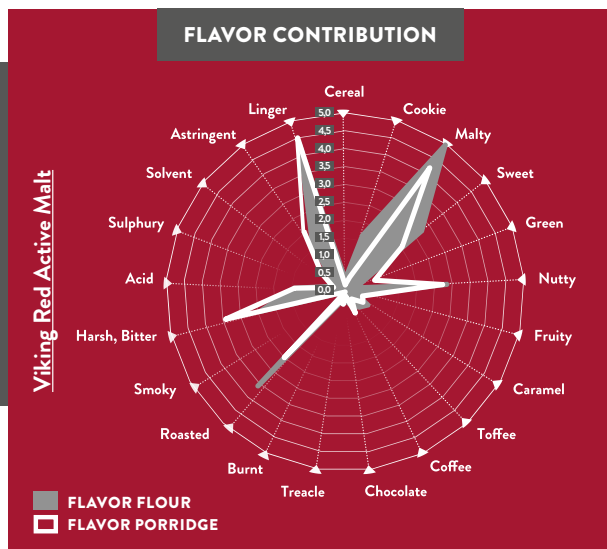 FLAVOR CONTRIBUTION
Viking Red Active Malt
Cereal
Cookie
Malty
Sweet
Green
Nutty
Fruity
Caramel
Toffee
Coffee
Chocolate
Treacle
Burnt
Roasted
Smoky
Harsh, Bitter
Acid
Sulphury
Solvent
Astringent
Linger
5,0
4,5
4,0
3,5
3,0
2,5
2,0
1,5
1,0
0,5
0,0
FLAVOR FLOUR
FLAVOR PORRIDGE